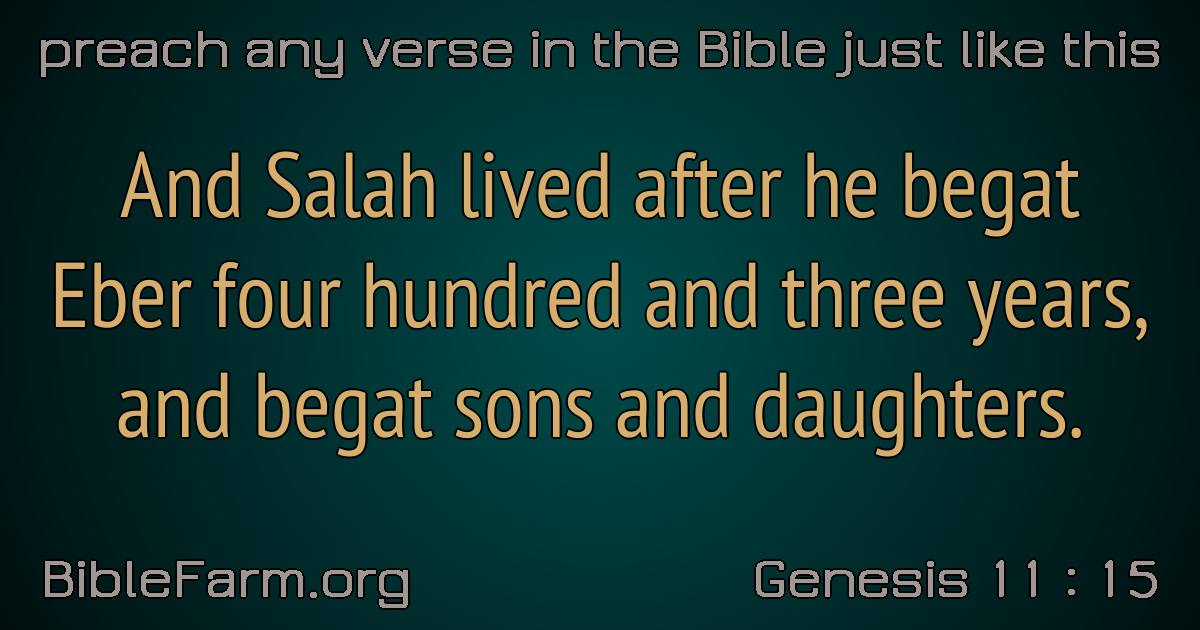 preach any verse in the Bible just like this
And Salah lived after he begat
Eber four hundred and three years,
and begat sons and daughters.
BibleFarm.org
Genesis 11 : 15